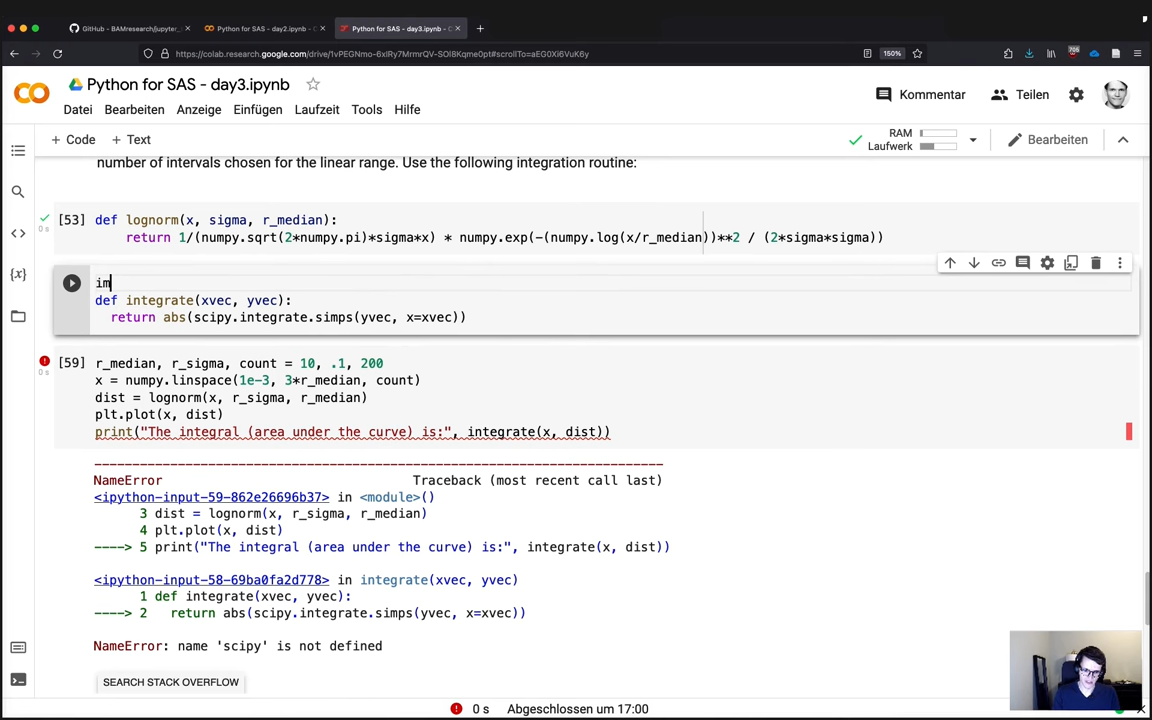 GitHub - BAMresearch/jupyter_
Python for SAS - day2.ipynb - C
Python for SAS - day3.ipynb - C
https://colab.research.google.com/drive/1vPEGNmo-6xIRy7MrmrQV-SOl8Kqme0pt#scrollTo=aEG0Xi6VuK6y
150%
Python for SAS - day3.ipynb
Datei Bearbeiten Anzeige Einfügen Laufzeit Tools Hilfe
Kommentar
Teilen
+ Code + Text
RAM
Laufwerk
Bearbeiten
number of intervals chosen for the linear range. Use the following integration routine:
[53] def lognorm(x, sigma, r_median):
return 1/(numpy.sqrt(2*numpy.pi)*sigma*x) * numpy.exp(-(numpy.log(x/r_median))**2 / (2*sigma*sigma))
0s
im
def integrate(xvec, yvec):
return abs(scipy.integrate.simps(yvec, x=xvec))
[59] r_median, r_sigma, count = 10, .1, 200
0s
x = numpy.linspace(1e-3, 3*r_median, count)
dist = lognorm(x, r_sigma, r_median)
plt.plot(x, dist)
print("The integral (area under the curve) is:", integrate(x, dist))
---------------------------------------------------------------------------
NameError Traceback (most recent call last)
<ipython-input-59-862e26696b37> in <module>()
3 dist = lognorm(x, r_sigma, r_median)
4 plt.plot(x, dist)
----> 5 print("The integral (area under the curve) is:", integrate(x, dist))
<ipython-input-58-69ba0fa2d778> in integrate(xvec, yvec)
1 def integrate(xvec, yvec):
----> 2 return abs(scipy.integrate.simps(yvec, x=xvec))
NameError: name 'scipy' is not defined
SEARCH STACK OVERFLOW
0 s Abgeschlossen um 17:00